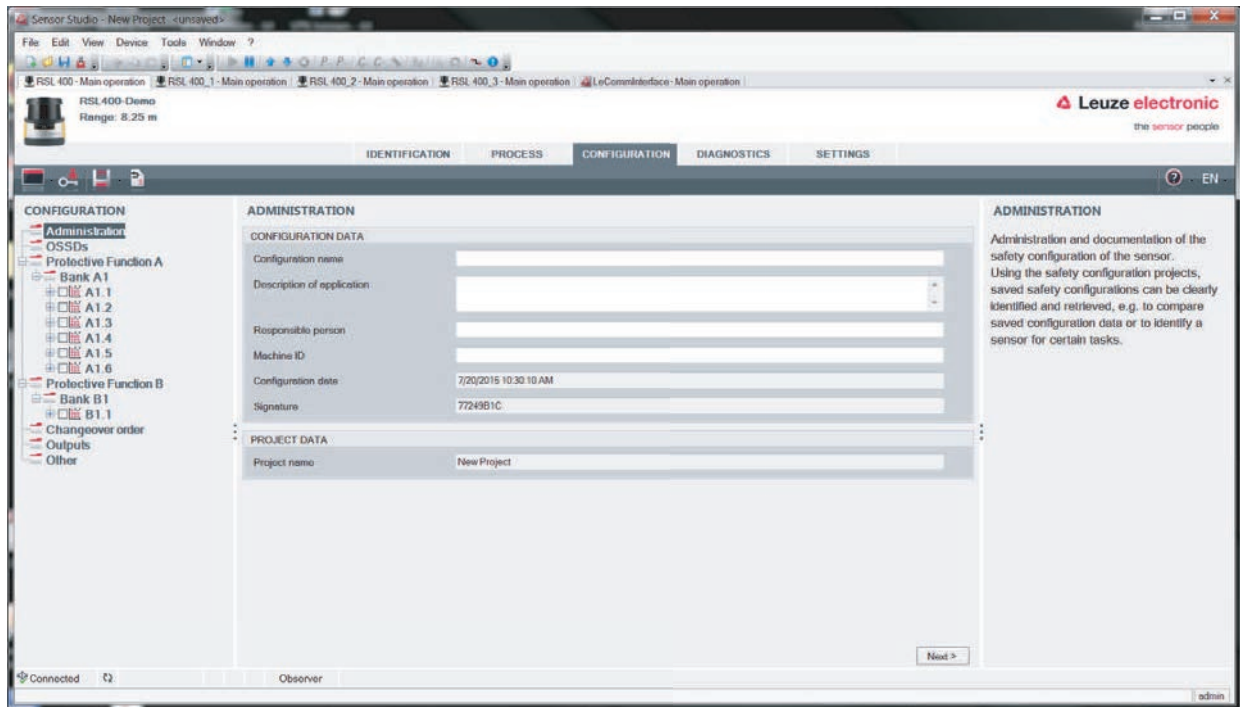 Sensor Studio - New Project <unsaved>
File Edit View Device Tools Window ?
RSL 400 - Main operation RSL 400_1 - Main operation RSL 400_2 - Main operation RSL 400_3 - Main operation LeCommInterface - Main operation
RSL400-Demo
Range: 8.25 m
Leuze electronic
the sensor people
IDENTIFICATION PROCESS CONFIGURATION DIAGNOSTICS SETTINGS
EN
CONFIGURATION
Administration
OSSDs
Protective Function A
Bank A1
A1.1
A1.2
A1.3
A1.4
A1.5
A1.6
Protective Function B
Bank B1
B1.1
Changeover order
Outputs
Other
ADMINISTRATION
CONFIGURATION DATA
Configuration name
Description of application
Responsible person
Machine ID
Configuration date 7/20/2015 10:30:10 AM
Signature 77249B1C
PROJECT DATA
Project name New Project
Next >
ADMINISTRATION
Administration and documentation of the
safety configuration of the sensor.
Using the safety configuration projects,
saved safety configurations can be clearly
identified and retrieved, e.g. to compare
saved configuration data or to identify a
sensor for certain tasks.
Connected Observer
admin